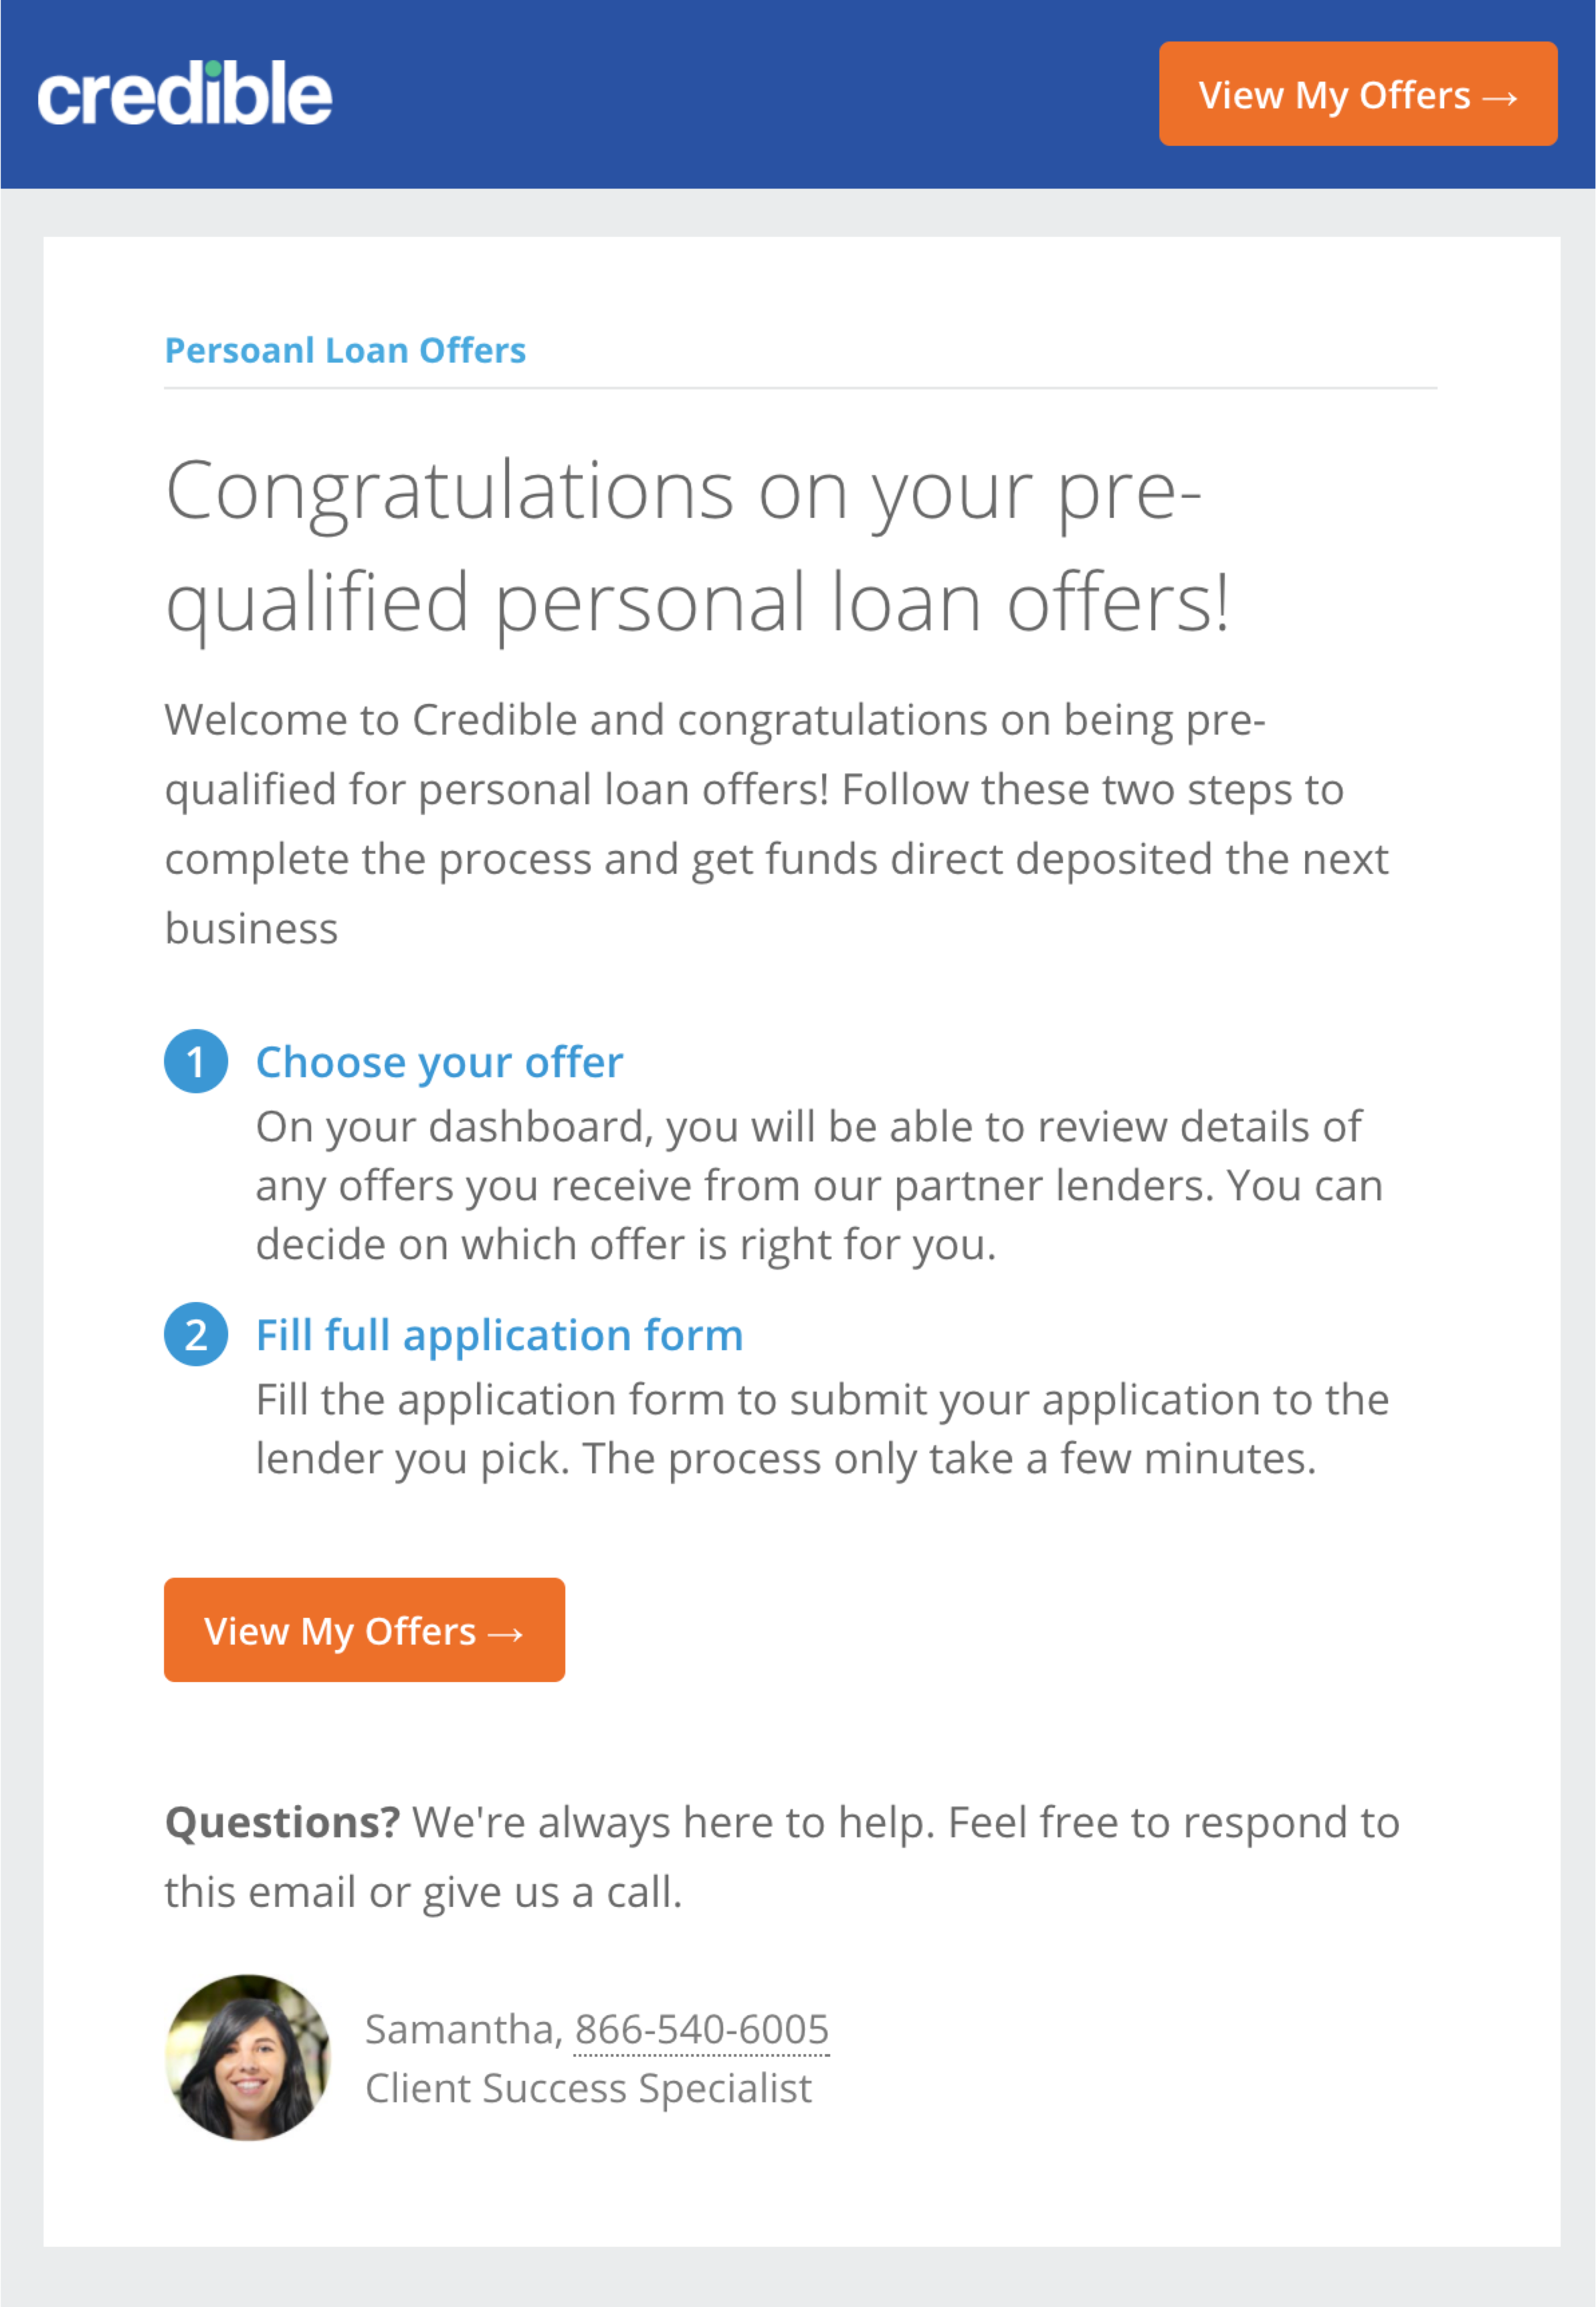 credible
View My Offers →
Persoanl Loan Offers
Congratulations on your pre-
qualified personal loan offers!
Welcome to Credible and congratulations on being pre-
qualified for personal loan offers! Follow these two steps to
complete the process and get funds direct deposited the next
business
1 Choose your offer
On your dashboard, you will be able to review details of
any offers you receive from our partner lenders. You can
decide on which offer is right for you.
2 Fill full application form
Fill the application form to submit your application to the
lender you pick. The process only take a few minutes.
View My Offers →
Questions? We're always here to help. Feel free to respond to
this email or give us a call.
Samantha, 866-540-6005
Client Success Specialist